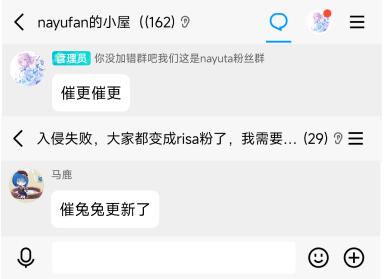 nayufan的小屋（(162)
管理员 你没加错群吧我们这是nayuta粉丝群
催更催更
入侵失败，大家都变成risa粉了，我需要... (29)
马鹿
催兔兔更新了